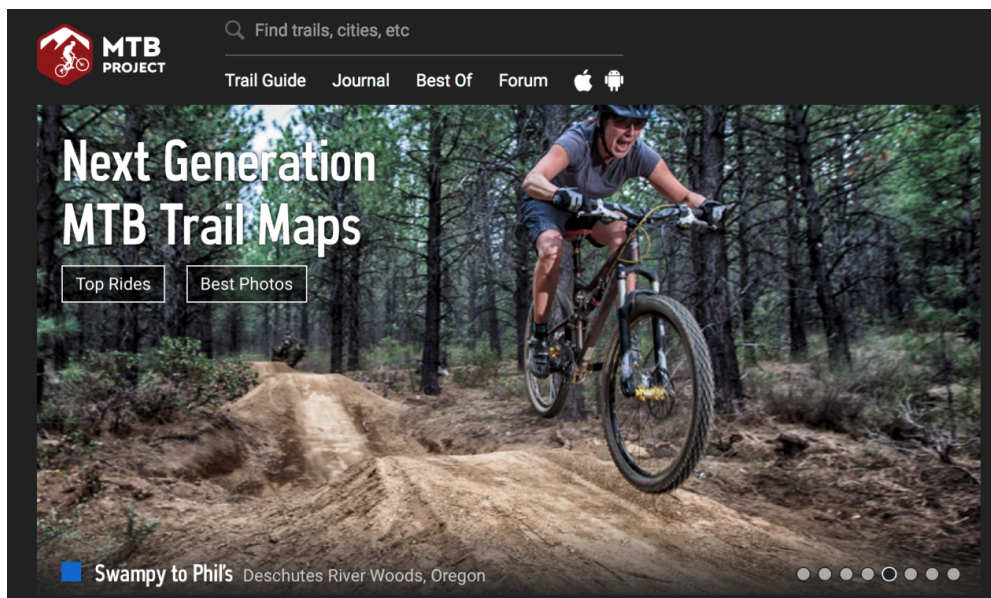 MTB
PROJECT
Find trails, cities, etc
Trail Guide Journal Best Of Forum
Next Generation
MTB Trail Maps
Top Rides Best Photos
Swampy to Phil's Deschutes River Woods, Oregon